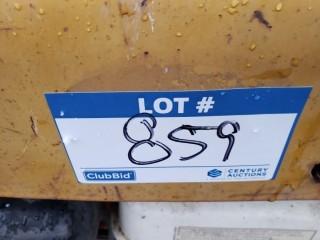 LOT #
859
ClubBid
CENTURY
AUCTIONS